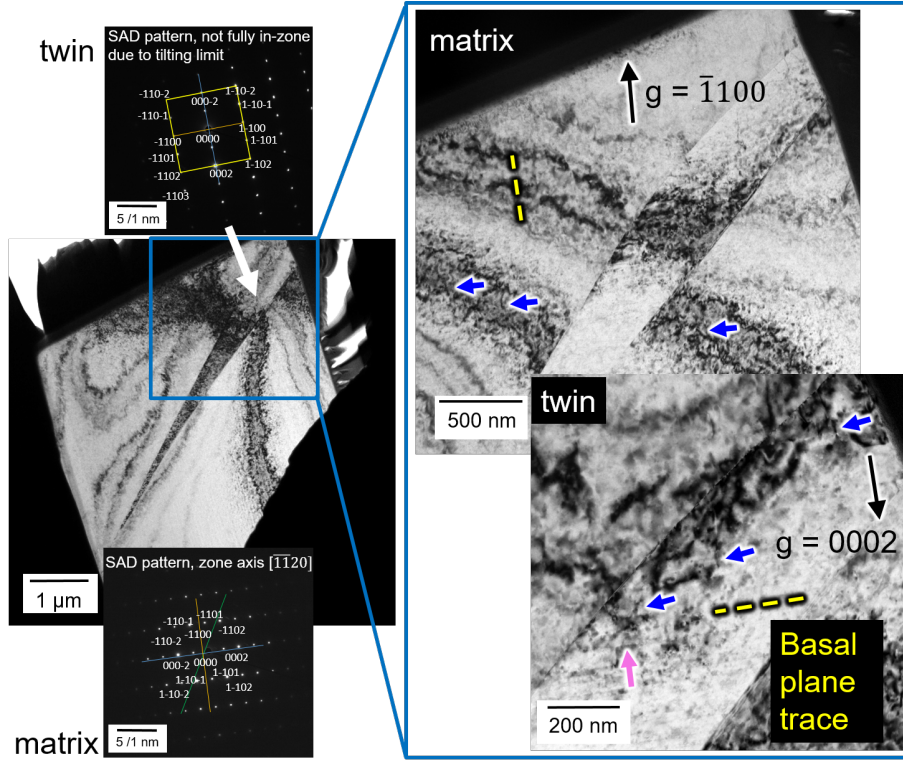 twin
SAD pattern, not fully in-zone
due to tilting limit
-110-2
1-10-2
000-2
-110-1
1-10-1
-1100
0000
1-100
-1101
1-101
-1102
0002
1-102
-1103
5 /1 nm
1 µm
SAD pattern, zone axis [1̅1̅20]
-1101
-110-1
-1100
-1102
-110-2
000-2
0000
0002
1-10-1
1-101
1-10-2
1-102
5 /1 nm
matrix
matrix
g = 1̅100
500 nm
twin
g = 0002
Basal
plane
trace
200 nm